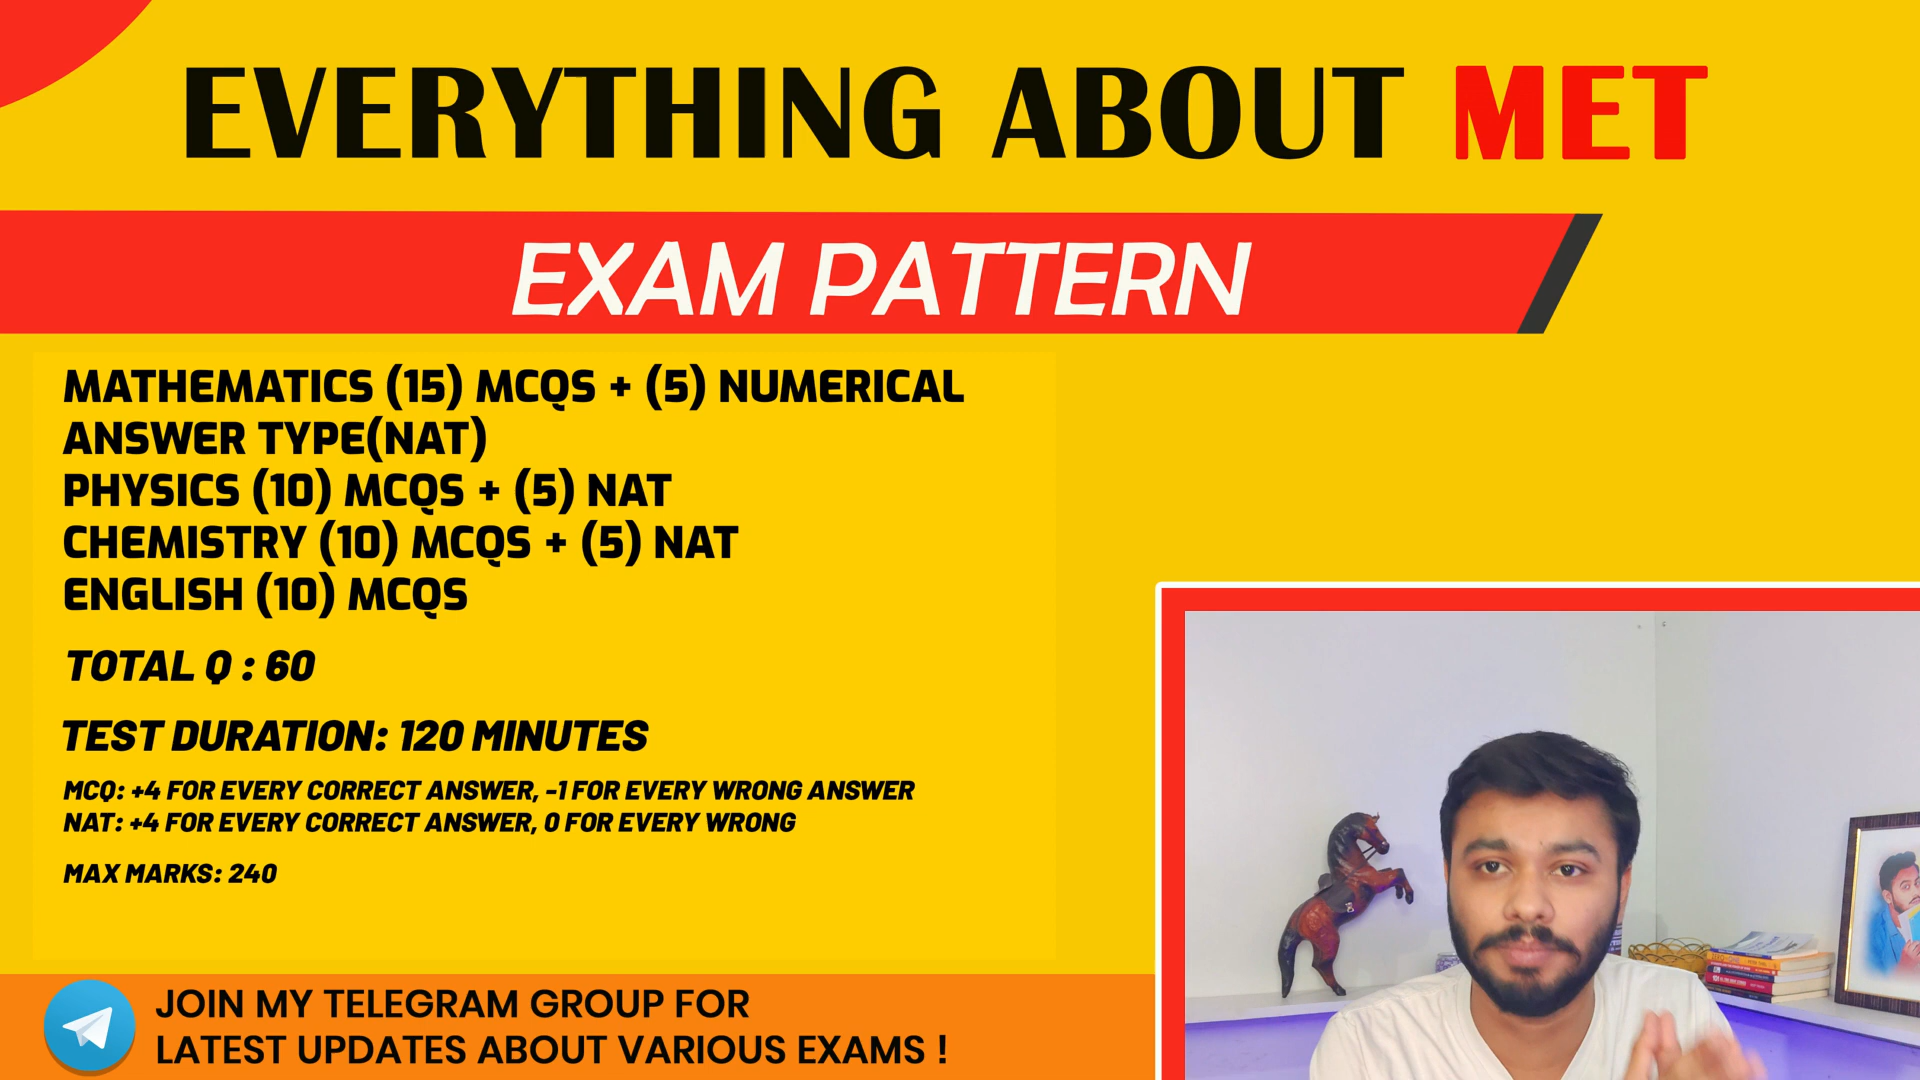 EVERYTHING ABOUT MET
EXAM PATTERN
MATHEMATICS (15) MCQS + (5) NUMERICAL
ANSWER TYPE(NAT)
PHYSICS (10) MCQS + (5) NAT
CHEMISTRY (10) MCQS + (5) NAT
ENGLISH (10) MCQS
TOTAL Q : 60
TEST DURATION: 120 MINUTES
MCQ: +4 FOR EVERY CORRECT ANSWER, -1 FOR EVERY WRONG ANSWER
NAT: +4 FOR EVERY CORRECT ANSWER, 0 FOR EVERY WRONG
MAX MARKS: 240
JOIN MY TELEGRAM GROUP FOR
LATEST UPDATES ABOUT VARIOUS EXAMS !